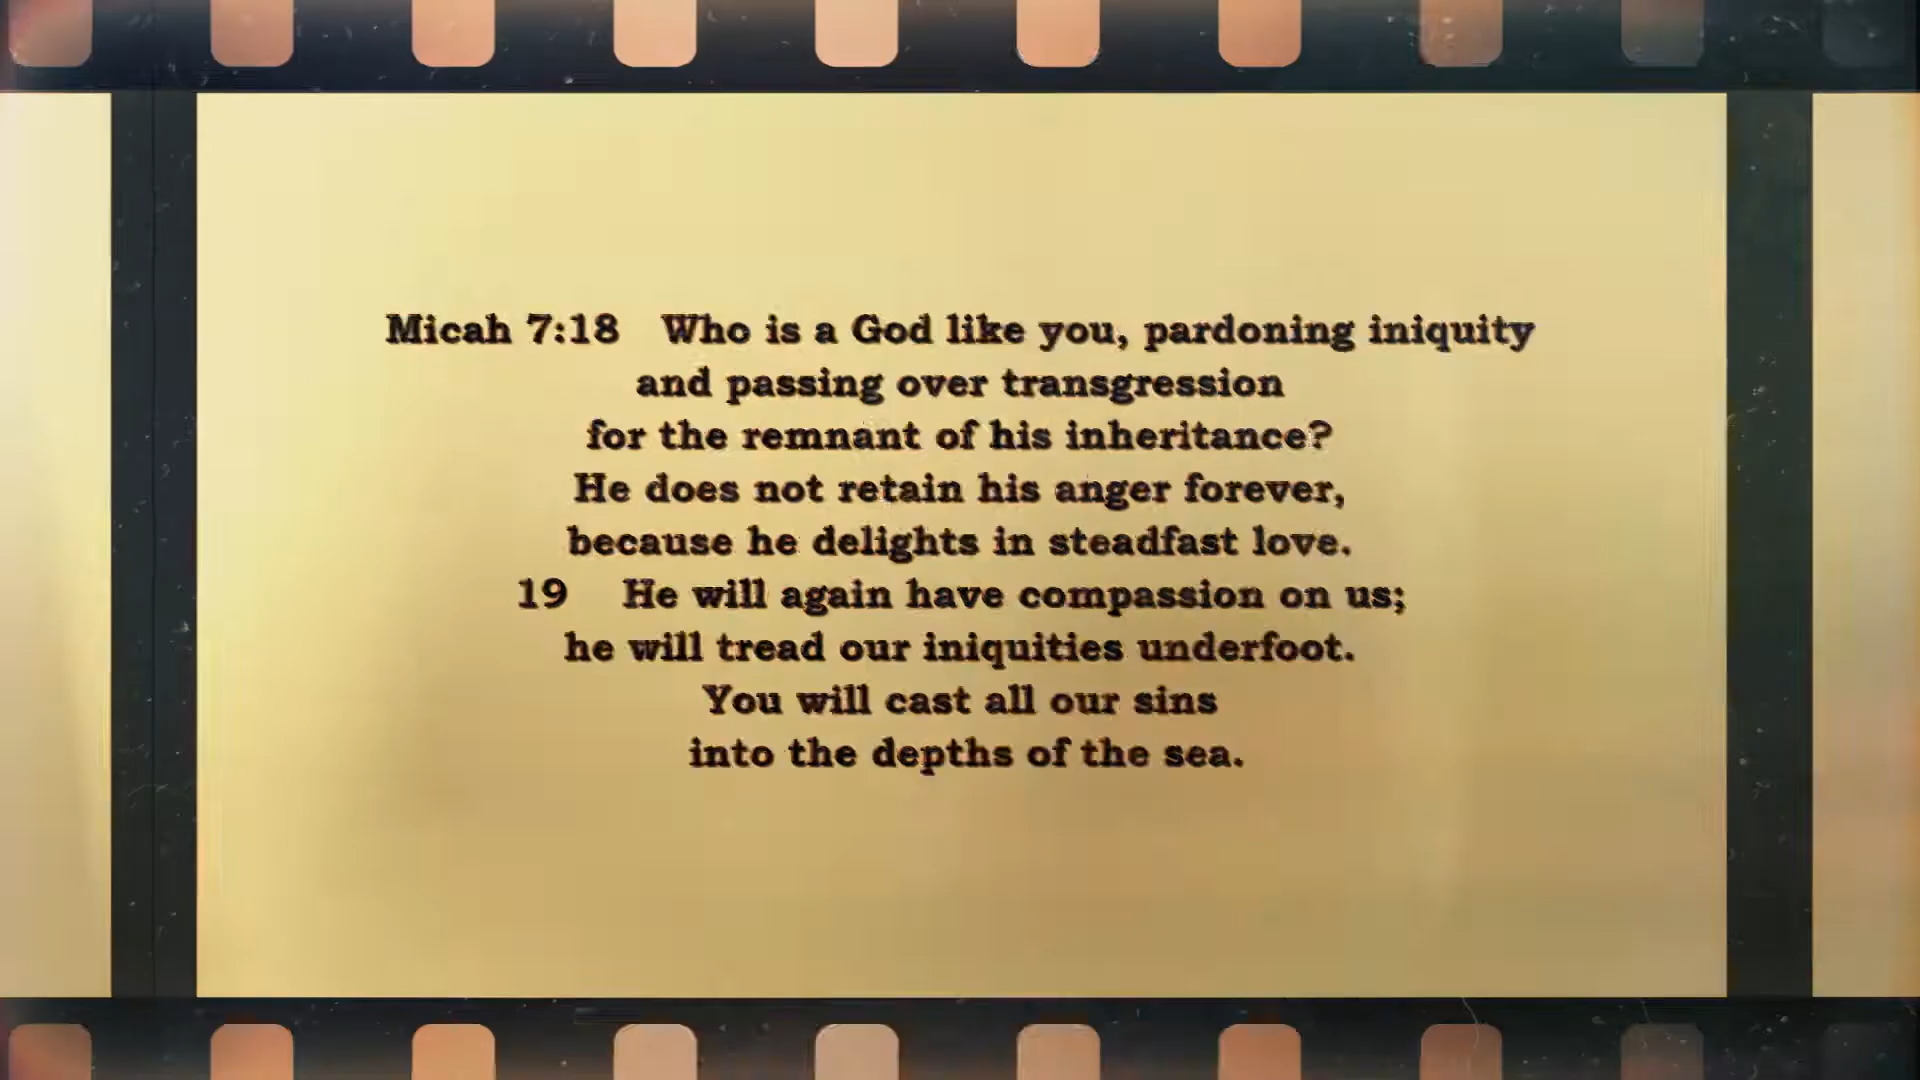 Micah 7:18 Who is a God like you, pardoning iniquity
and passing over transgression
for the remnant of his inheritance?
He does not retain his anger forever,
because he delights in steadfast love.
19 He will again have compassion on us;
he will tread our iniquities underfoot.
You will cast all our sins
into the depths of the sea.